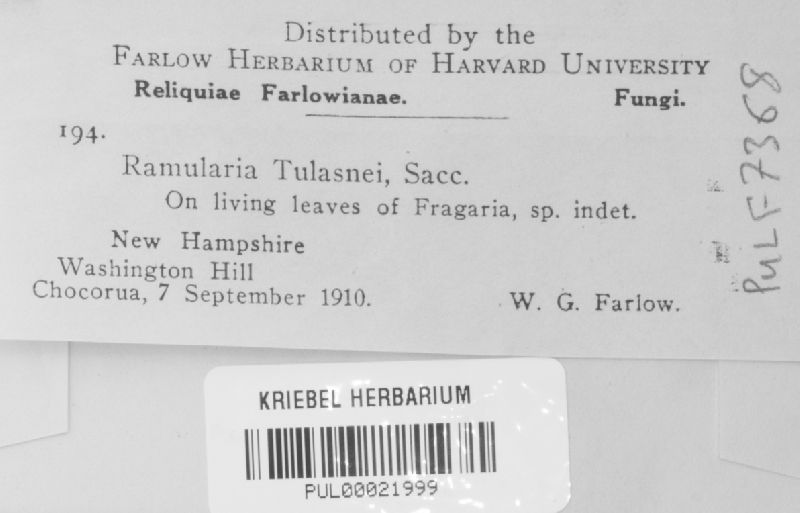 Distributed by the
FARLOW HERBARIUM OF HARVARD UNIVERSITY
Reliquiae Farlowianae. Fungi.
194.
Ramularia Tulasnei, Sacc.
On living leaves of Fragaria, sp. indet.
New Hampshire
Washington Hill
Chocorua, 7 September 1910.
W. G. Farlow.
PUL F7368
KRIEBEL HERBARIUM
PUL00021999